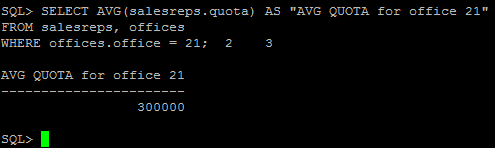 SQL> SELECT AVG(salesreps.quota) AS "AVG QUOTA for office 21"
FROM salesreps, offices
WHERE offices.office = 21;  2    3
AVG QUOTA for office 21
-----------------------
300000
SQL>